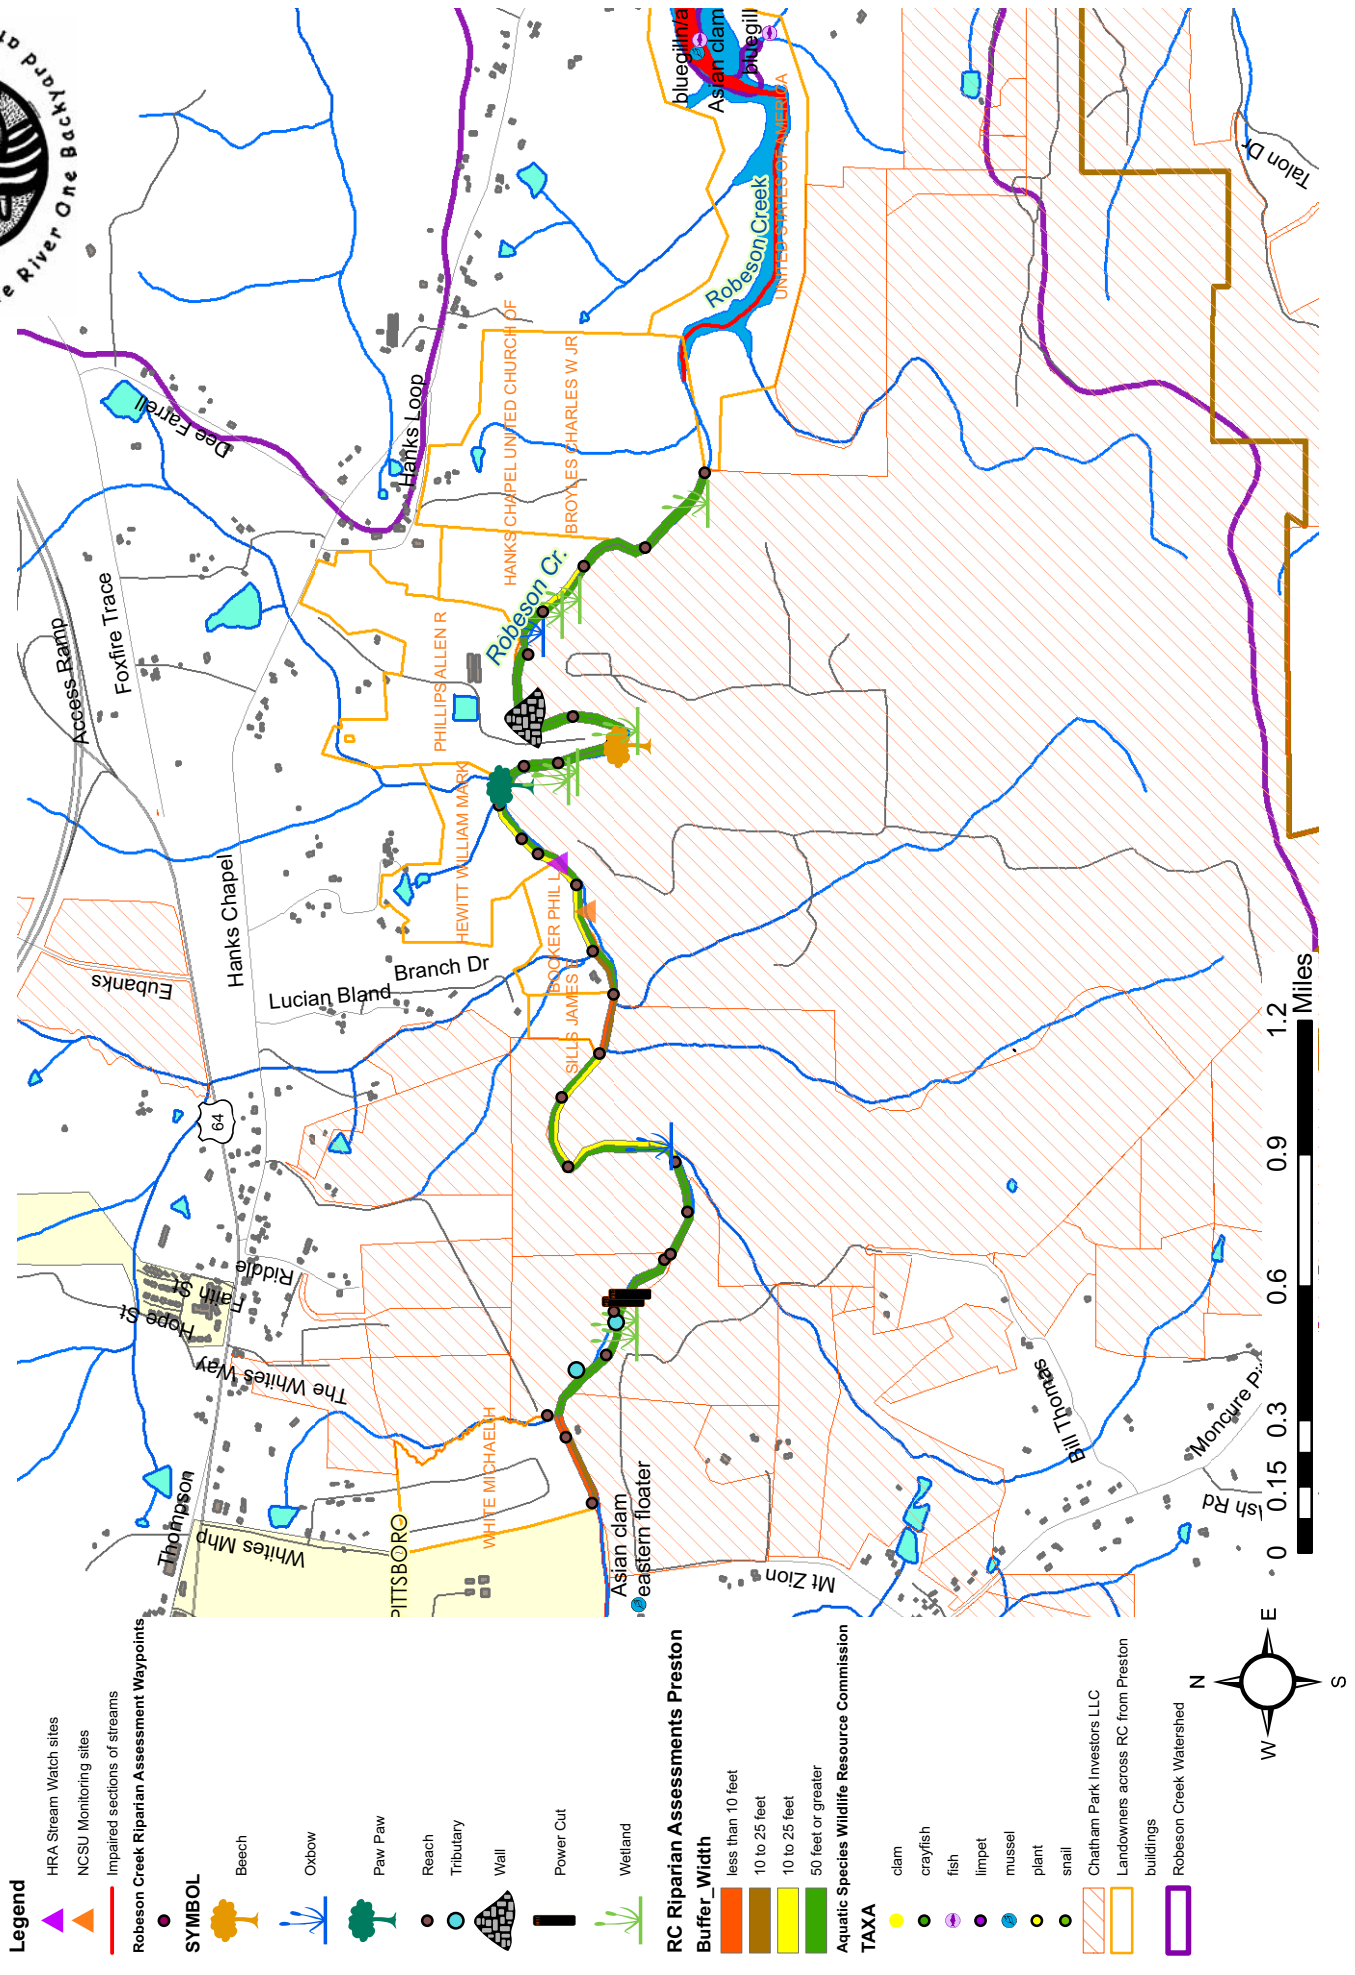 Legend
HRA Stream Watch sites
NCSU Monitoring sites
Impaired sections of streams
Robeson Creek Riparian Assessment Waypoints
SYMBOL
Beech
Oxbow
Paw Paw
Reach
Tributary
Wall
Power Cut
Wetland
RC Riparian Assessments Preston
Buffer_Width
less than 10 feet
10 to 25 feet
10 to 25 feet
50 feet or greater
Aquatic Species Wildlife Resource Commission
TAXA
clam
crayfish
fish
limpet
mussel
plant
snail
Chatham Park Investors LLC
Landowners across RC from Preston
buildings
Robeson Creek Watershed
N
W
E
S
0
0.15
0.3
0.6
0.9
1.2
Miles
River One Backyard
Thompson
Whites Mhp
PITTSBORO
WHITE MICHAEL H
Asian clam
eastern floater
Mt Zion
The Whites Way
Hope St
Faith St
Riddle
64
Eubanks
Hanks Chapel
Lucian Bland
Branch Dr
SILLS JAMES
BOOKER PHIL L
HEWITT WILLIAM MARK
PHILLIPS ALLEN R
Access Ramp
Foxfire Trace
Dee Farrell
Hanks Loop
HANKS CHAPEL UNITED CHURCH OF
BROYLES CHARLES W JR
Robeson Cr.
Robeson Creek
UNITED STATES OF AMERICA
Asian clam
bluegill
Talon Dr
Bill Thomas
Moncure
Rd